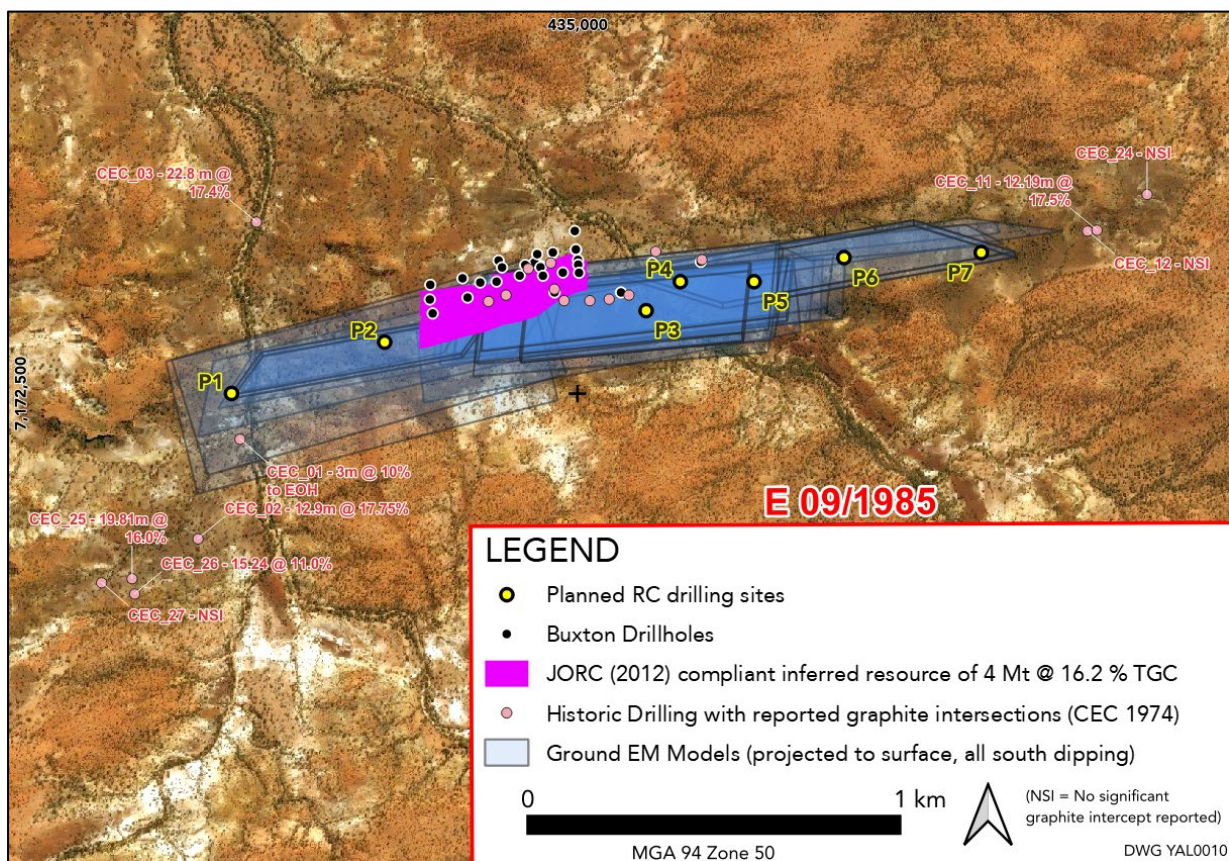 435,000
CEC_03 - 22.8 m @
17.4%
CEC_24 - NSI
CEC_11 - 12.19m @
17.5%
CEC_12 - NSI
P4
P6
P7
P5
P3
P2
P1
7,172,500
CEC_01 - 3m @ 10%
to EOH
CEC_02 - 12.9m @ 17.75%
CEC_25 - 19.81m @
16.0%
CEC_26 - 15.24 @ 11.0%
CEC_27 - NSI
E 09/1985
LEGEND
Planned RC drilling sites
Buxton Drillholes
JORC (2012) compliant inferred resource of 4 Mt @ 16.2 % TGC
Historic Drilling with reported graphite intersections (CEC 1974)
Ground EM Models (projected to surface, all south dipping)
0
1 km
(NSI = No significant
graphite intercept reported)
MGA 94 Zone 50
DWG YAL0010